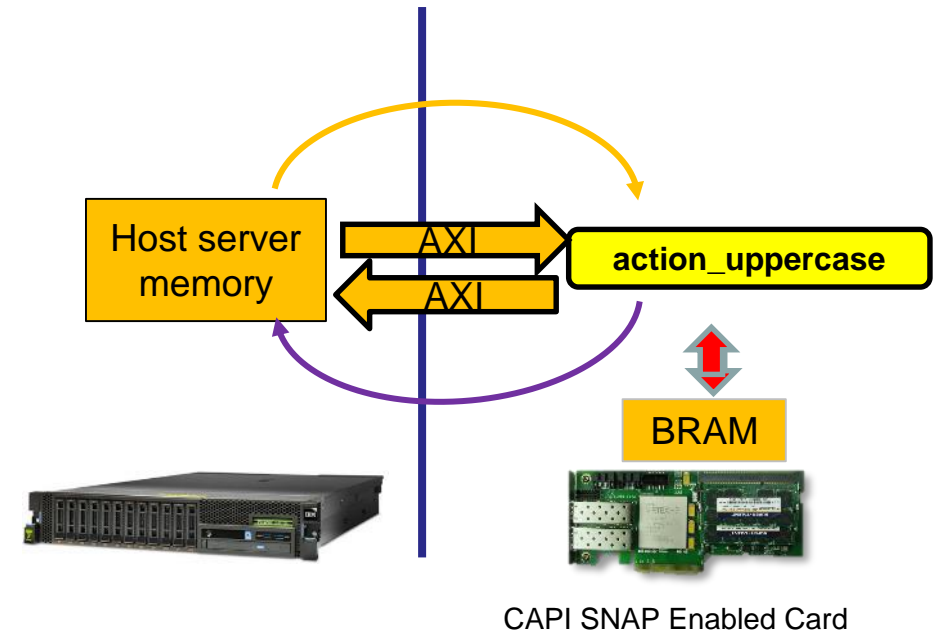 Host server
memory
AXI
AXI
action_uppercase
BRAM
CAPI SNAP Enabled Card